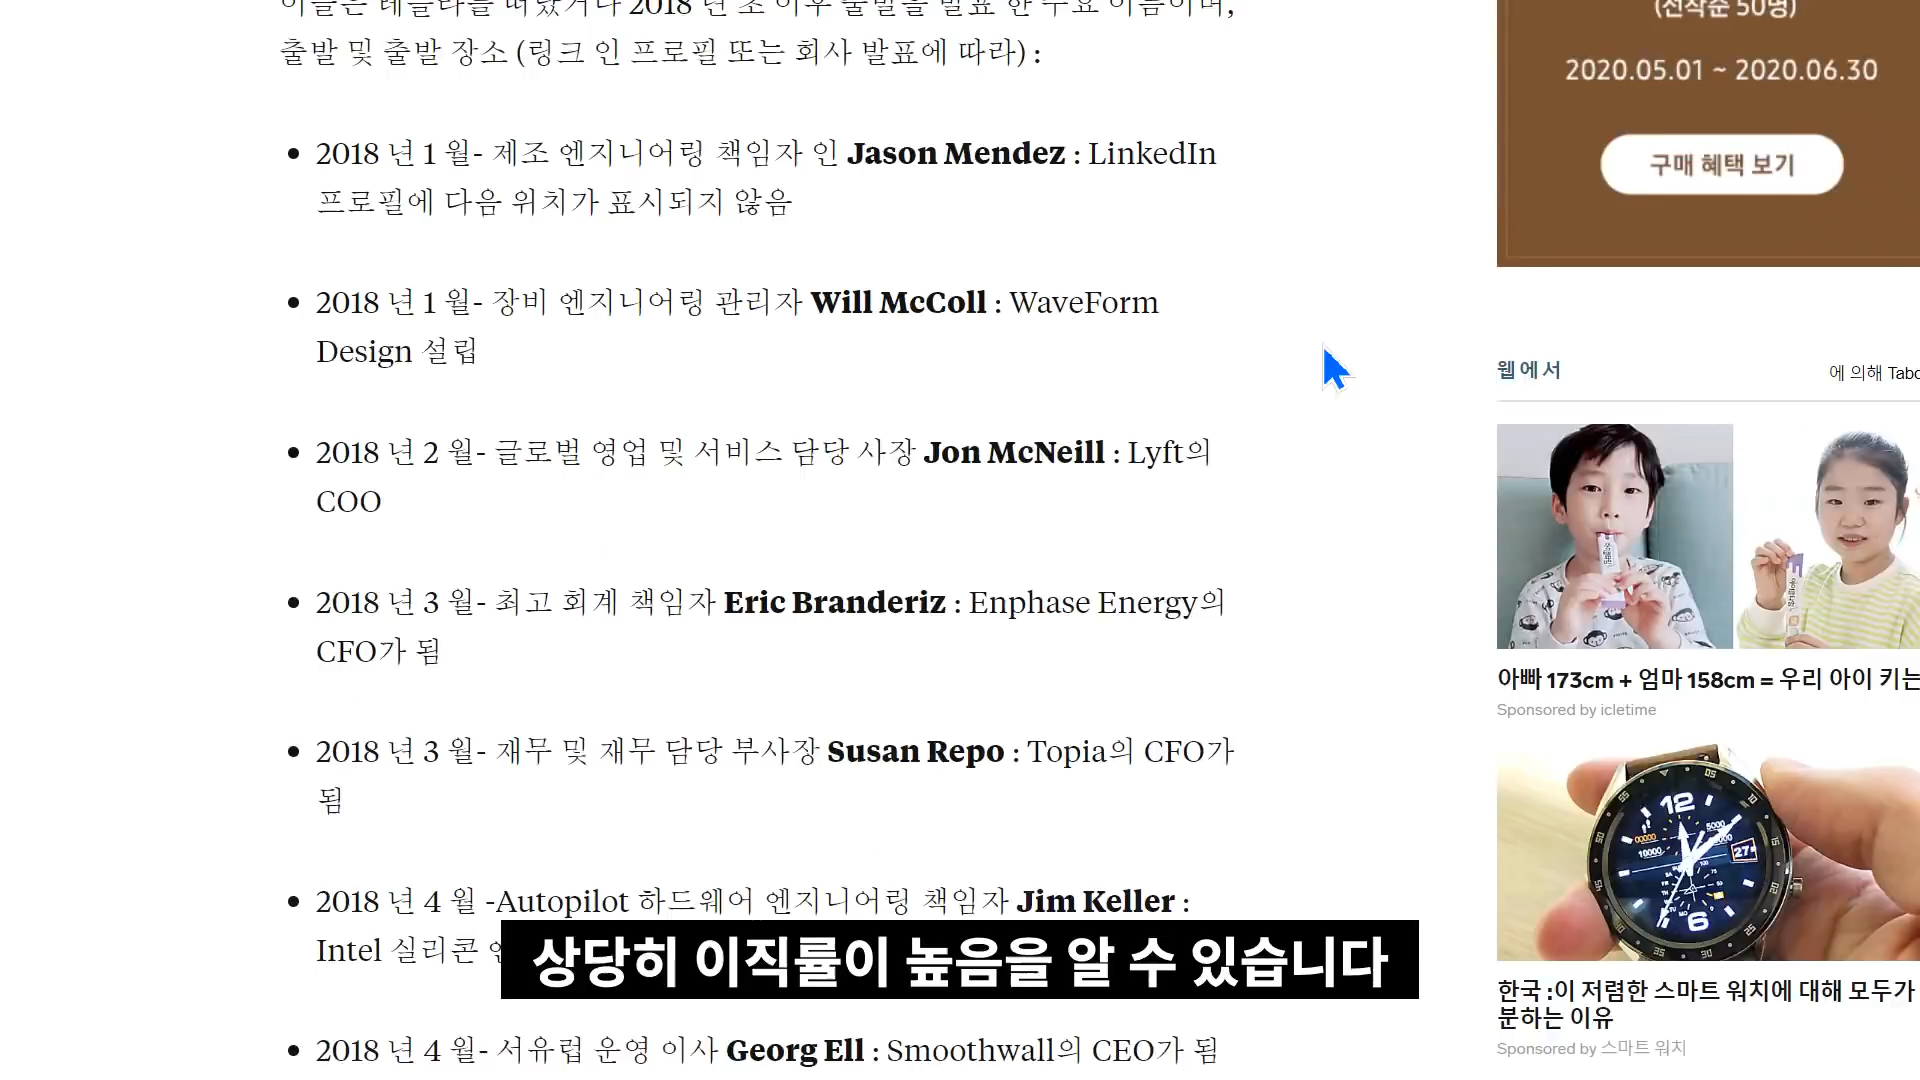 이들은 테슬라를 떠났거나 2018 년 초 이후 출발을 발표 한 주요 이름이며,
출발 및 출발 장소 (링크 인 프로필 또는 회사 발표에 따라) :
2018 년 1 월- 제조 엔지니어링 책임자 인 Jason Mendez : LinkedIn
프로필에 다음 위치가 표시되지 않음
2018 년 1 월- 장비 엔지니어링 관리자 Will McColl : WaveForm
Design 설립
2018 년 2 월- 글로벌 영업 및 서비스 담당 사장 Jon McNeill : Lyft의
COO
2018 년 3 월- 최고 회계 책임자 Eric Branderiz : Enphase Energy의
CFO가 됨
2018 년 3 월- 재무 및 재무 담당 부사장 Susan Repo : Topia의 CFO가
됨
2018 년 4 월 -Autopilot 하드웨어 엔지니어링 책임자 Jim Keller :
Intel 실리콘
상당히 이직률이 높음을 알 수 있습니다
2018 년 4 월- 서유럽 운영 이사 Georg Ell : Smoothwall의 CEO가 됨
(선착순 50명)
2020.05.01 ~ 2020.06.30
구매 혜택 보기
웹에서
에 의해 Tabo
아빠 173cm + 엄마 158cm = 우리 아이 키는
Sponsored by icletime
한국 :이 저렴한 스마트 워치에 대해 모두가
분하는 이유
Sponsored by 스마트 워치